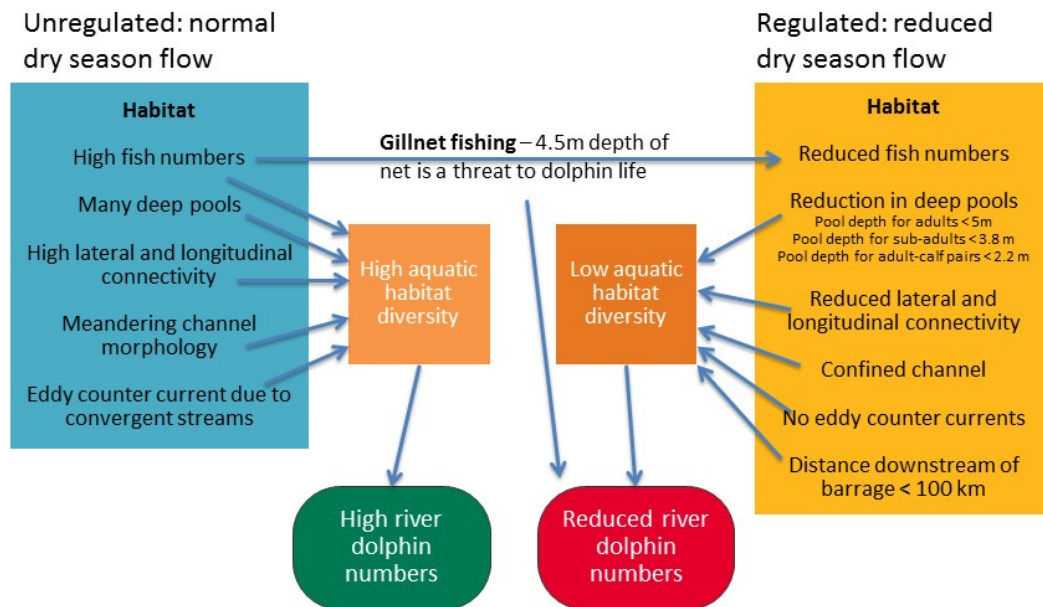 Unregulated: normal
dry season flow
Habitat
High fish numbers
Many deep pools
High lateral and longitudinal
connectivity
Meandering channel
morphology
Eddy counter current due to
convergent streams
Gillnet fishing – 4.5m depth of
net is a threat to dolphin life
High aquatic
habitat
diversity
Low aquatic
habitat
diversity
High river
dolphin
numbers
Reduced river
dolphin
numbers
Regulated: reduced
dry season flow
Habitat
Reduced fish numbers
Reduction in deep pools
Pool depth for adults <5m
Pool depth for sub-adults <3.8 m
Pool depth for adult-calf pairs <2.2 m
Reduced lateral and
longitudinal connectivity
Confined channel
No eddy counter currents
Distance downstream of
barrage < 100 km